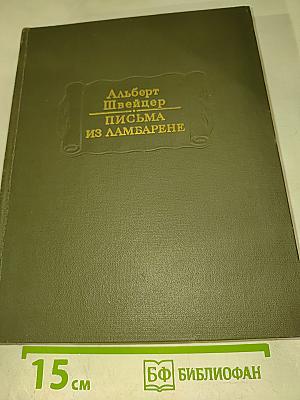 Альберт
Швейцер
ПИСЬМА
ИЗ ЛАМБАРЕНЕ
15 см
БФ БИБЛИОФАН